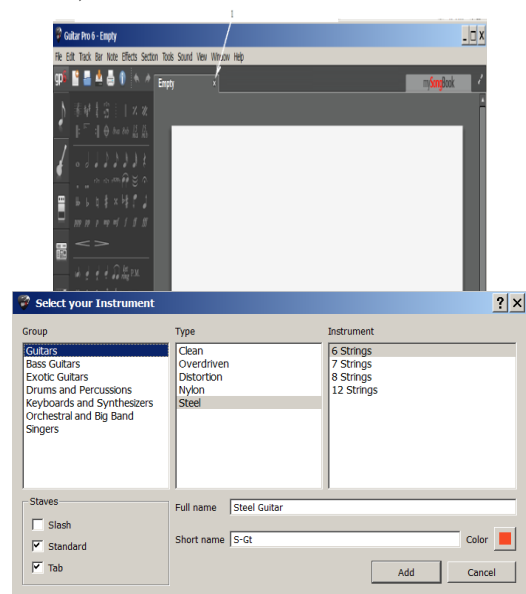 1
Guitar Pro 6 - Empty
File Edit Track Bar Note Effects Section Tools Sound View Window Help
Empty x
mySongBook
Select your Instrument
Group Type Instrument
Guitars Clean 6 Strings
Bass Guitars Overdriven 7 Strings
Exotic Guitars Distortion 8 Strings
Drums and Percussions Nylon 12 Strings
Keyboards and Synthesizers Steel
Orchestral and Big Band
Singers
Staves
Full name Steel Guitar
Slash
Short name S-Gt Color
Standard
Tab
Add Cancel